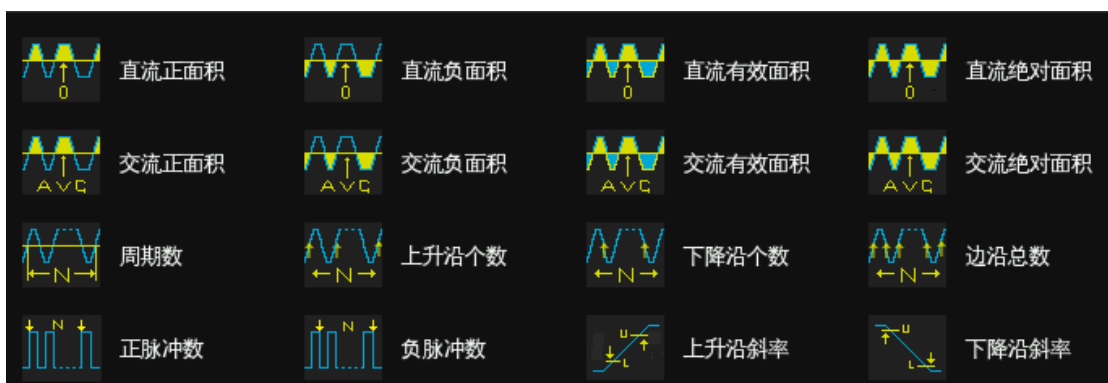 直流正面积 直流负面积 直流有效面积 直流绝对面积
0 0 0 0
交流正面积 交流负面积 交流有效面积 交流绝对面积
AVG AVG AVG AVG
周期数 上升沿个数 下降沿个数 边沿总数
N N N N
N N U U
正脉冲数 负脉冲数 上升沿斜率 下降沿斜率
L L